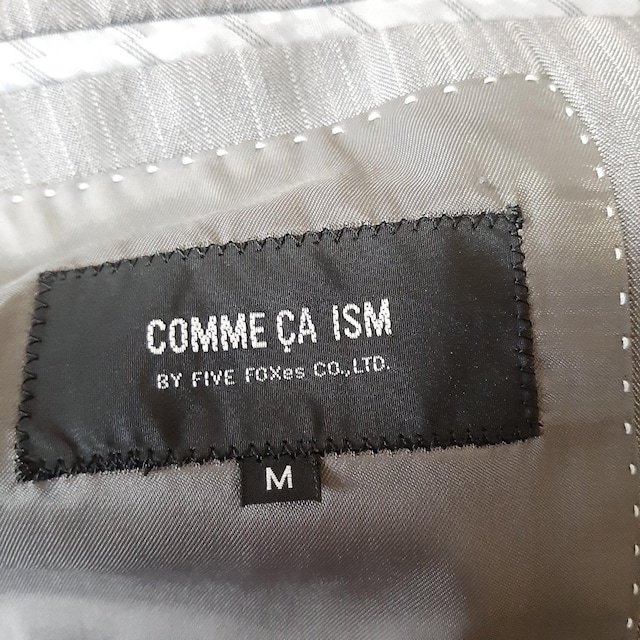 COMME ÇA ISM
BY FIVE FOXes CO.,LTD.
M